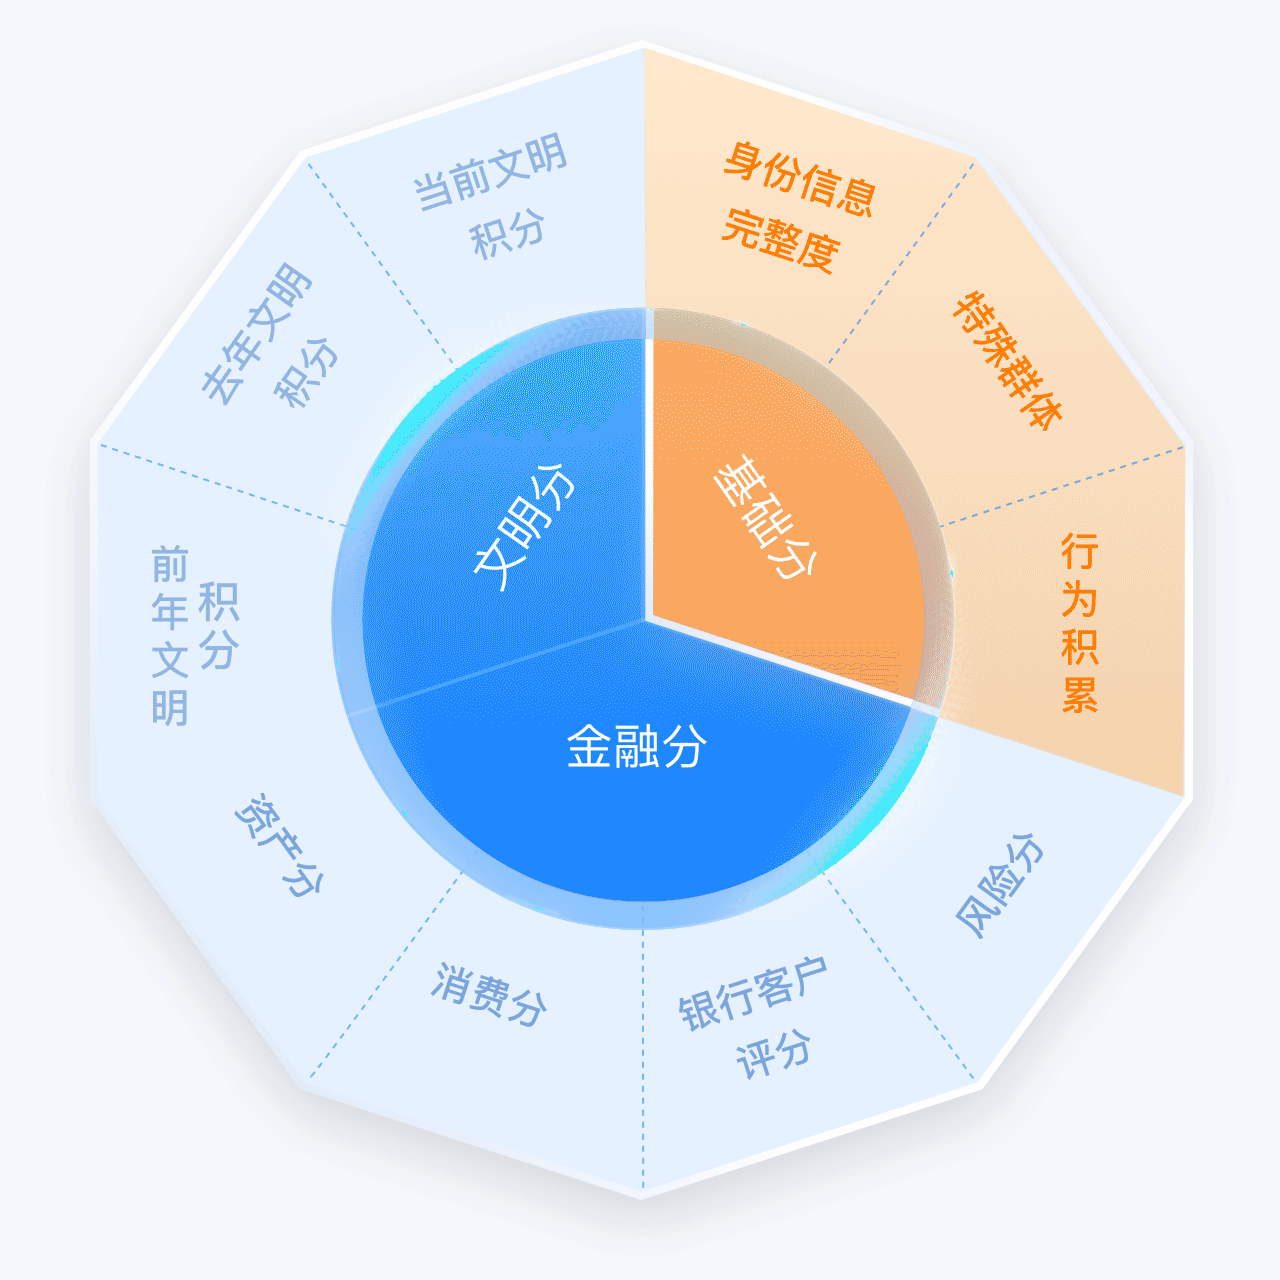 当前文明
积分
身份信息
完整度
特殊群体
行为积累
风险分
银行客户
评分
消费分
资产分
前年文明
积分
去年文明
积分
文明分
基础分
金融分